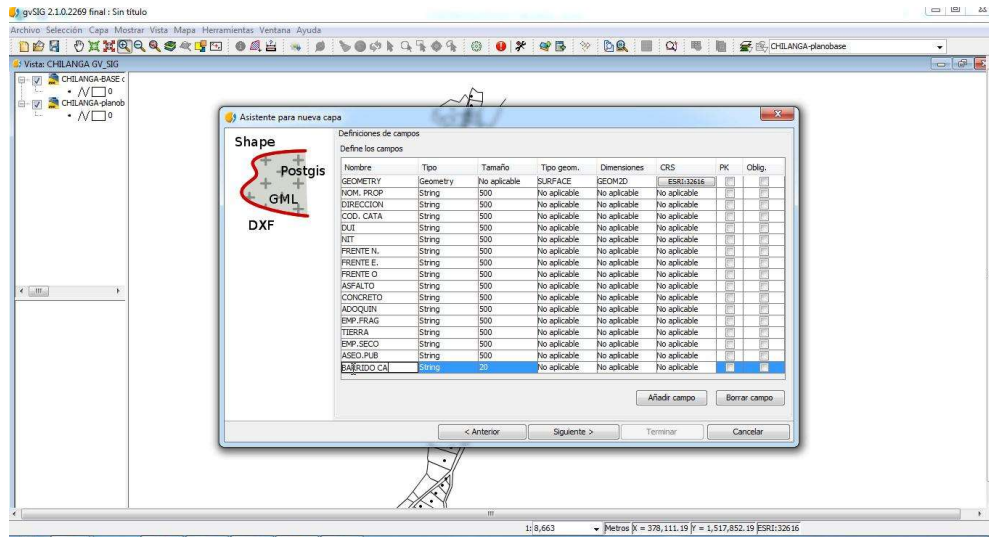 gvSIG 2.1.0.2269 final : Sin título
Archivo Selección Capa Mostrar Vista Mapa Herramientas Ventana Ayuda
CHILANGA-planobase
Vista: CHILANGA GV_SIG
CHILANGA-BASE c
0
CHILANGA-planob
0
Asistente para nueva capa
Shape
Postgis
GML
DXF
Definiciones de campos
Define los campos
Nombre Tipo Tamaño Tipo geom. Dimensiones CRS PK Oblig.
GEOMETRY Geometry No aplicable SURFACE GEOM2D ESRI:32616
NOM. PROP String 500 No aplicable No aplicable No aplicable
DIRECCION String 500 No aplicable No aplicable No aplicable
COD. CATA String 500 No aplicable No aplicable No aplicable
DUI String 500 No aplicable No aplicable No aplicable
NIT String 500 No aplicable No aplicable No aplicable
FRENTE N. String 500 No aplicable No aplicable No aplicable
FRENTE E. String 500 No aplicable No aplicable No aplicable
FRENTE O String 500 No aplicable No aplicable No aplicable
ASFALTO String 500 No aplicable No aplicable No aplicable
CONCRETO String 500 No aplicable No aplicable No aplicable
ADOQUIN String 500 No aplicable No aplicable No aplicable
EMP.FRAG String 500 No aplicable No aplicable No aplicable
TIERRA String 500 No aplicable No aplicable No aplicable
EMP.SECO String 500 No aplicable No aplicable No aplicable
ASEO.PUB String 500 No aplicable No aplicable No aplicable
BARRIDO CA String 20 No aplicable No aplicable No aplicable
Añadir campo Borrar campo
< Anterior Siguiente > Terminar Cancelar
1: 8,663 Metros X = 378,111.19 Y = 1,517,852.19 ESRI:32616